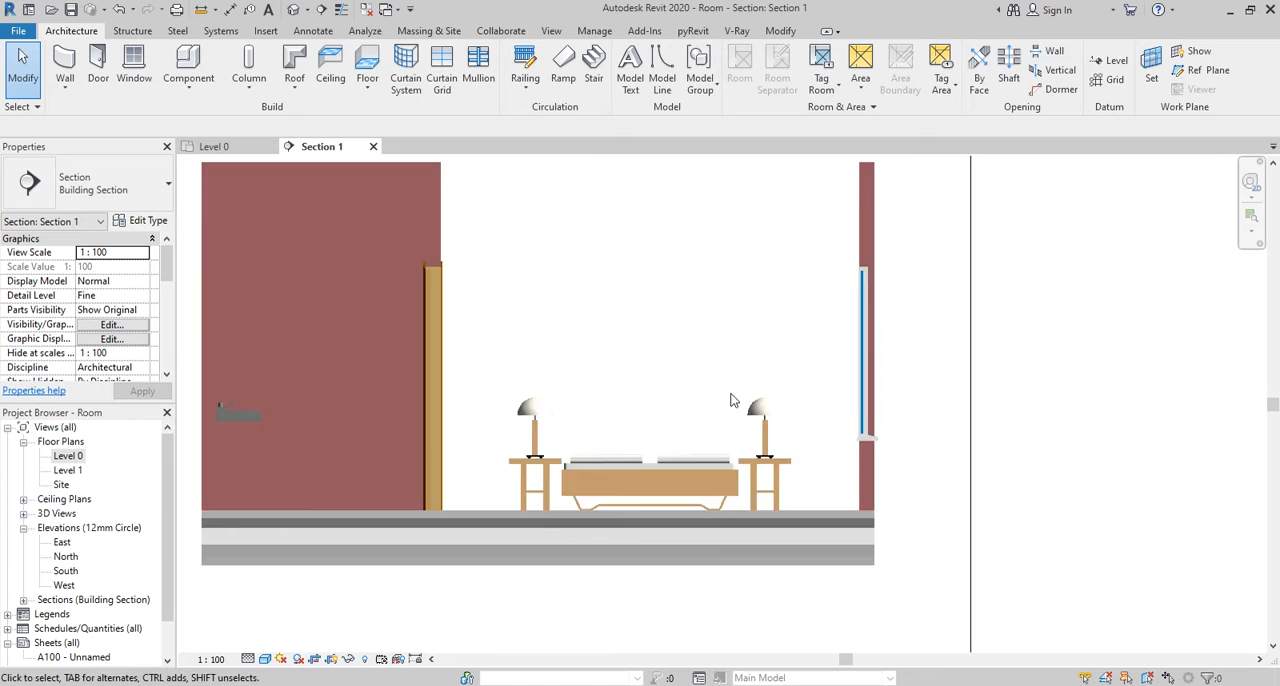 Autodesk Revit 2020 - Room - Section: Section 1
Sign In
File Architecture Structure Steel Systems Insert Annotate Analyze Massing & Site Collaborate View Manage Add-Ins pyRevit V-Ray Modify
Modify Wall Door Window Component Column Roof Ceiling Floor Curtain System Curtain Grid Mullion Railing Ramp Stair Model Text Model Line Model Group Room Room Separator Tag Room Area Area Boundary Tag Area By Face Shaft Wall Vertical Dormer Level Grid Set Show Ref Plane Viewer
Select Build Circulation Model Room & Area Opening Datum Work Plane
Properties
Level 0
Section 1
Section
Building Section
Section: Section 1
Edit Type
Graphics
View Scale 1 : 100
Scale Value 1: 100
Display Model Normal
Detail Level Fine
Parts Visibility Show Original
Visibility/Grap... Edit...
Graphic Displ... Edit...
Hide at scales ... 1 : 100
Discipline Architectural
Properties help
Apply
Project Browser - Room
Views (all)
Floor Plans
Level 0
Level 1
Site
Ceiling Plans
3D Views
Elevations (12mm Circle)
East
North
South
West
Sections (Building Section)
Legends
Schedules/Quantities (all)
Sheets (all)
A100 - Unnamed
1 : 100
Click to select, TAB for alternates, CTRL adds, SHIFT unselects.
:0
Main Model
:0